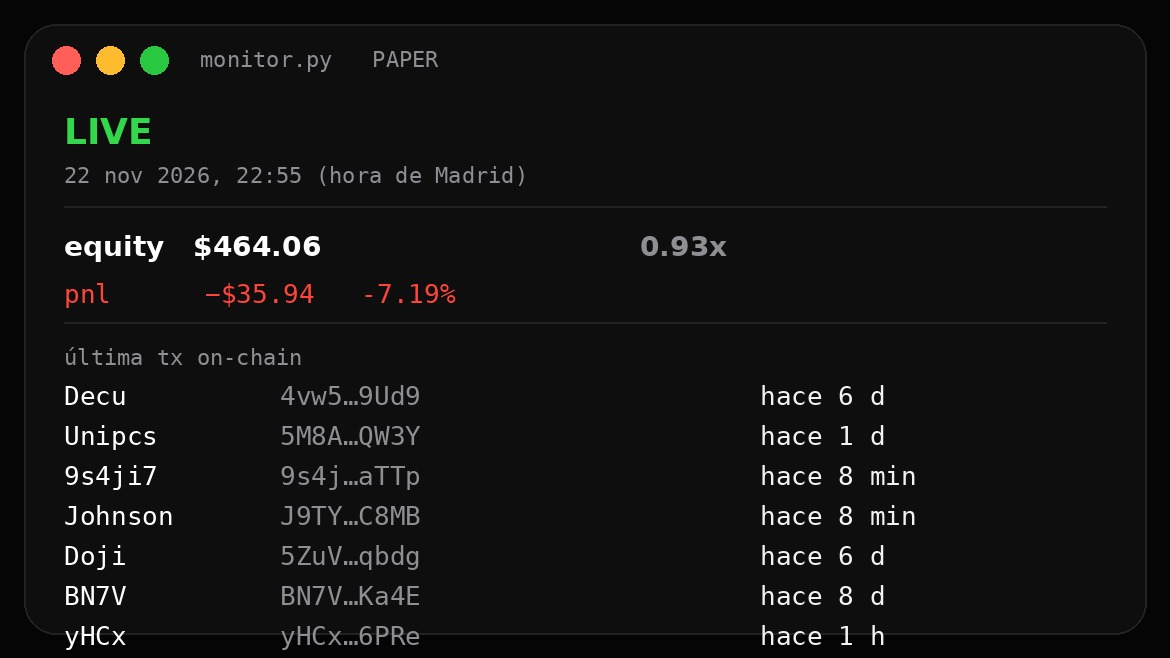 monitor.py PAPER
LIVE
22 nov 2026, 22:55 (hora de Madrid)
equity $464.06 0.93x
pnl −$35.94 -7.19%
última tx on-chain
Decu 4vw5…9Ud9 hace 6 d
Unipcs 5M8A…QW3Y hace 1 d
9s4ji7 9s4j…aTTp hace 8 min
Johnson J9TY…C8MB hace 8 min
Doji 5ZuV…qbdg hace 6 d
BN7V BN7V…Ka4E hace 8 d
yHCx yHCx…6PRe hace 1 h